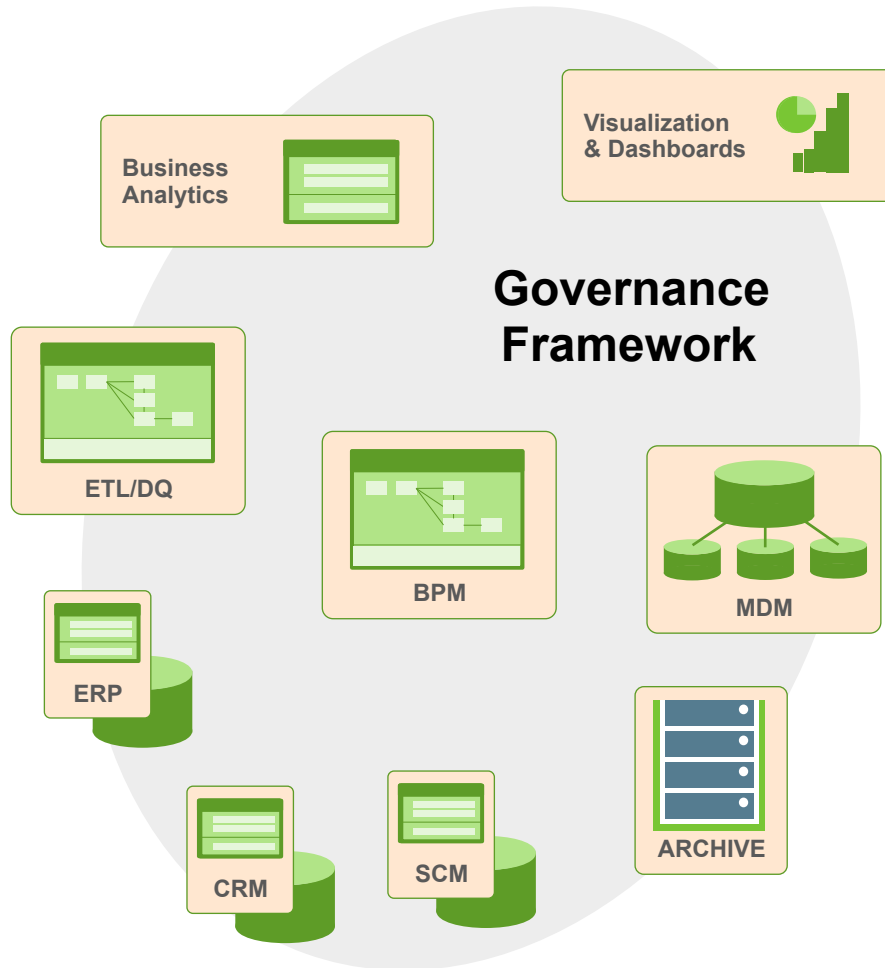 Visualization
& Dashboards
Business
Analytics
Governance
Framework
ETL/DQ
BPM
MDM
ERP
ARCHIVE
SCM
CRM